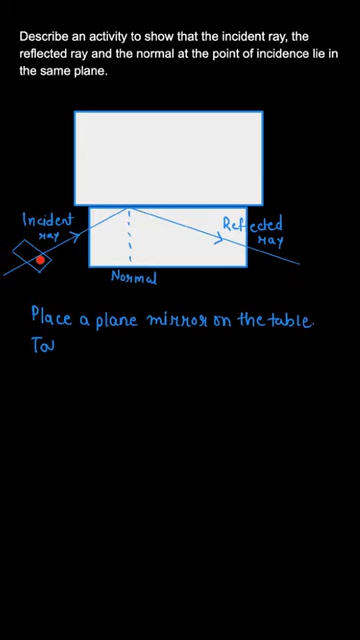 Describe an activity to show that the incident ray, the
reflected ray and the normal at the point of incidence lie in
the same plane.
Incident
ray
Reflected
ray
Normal
Place a plane mirror on the table.